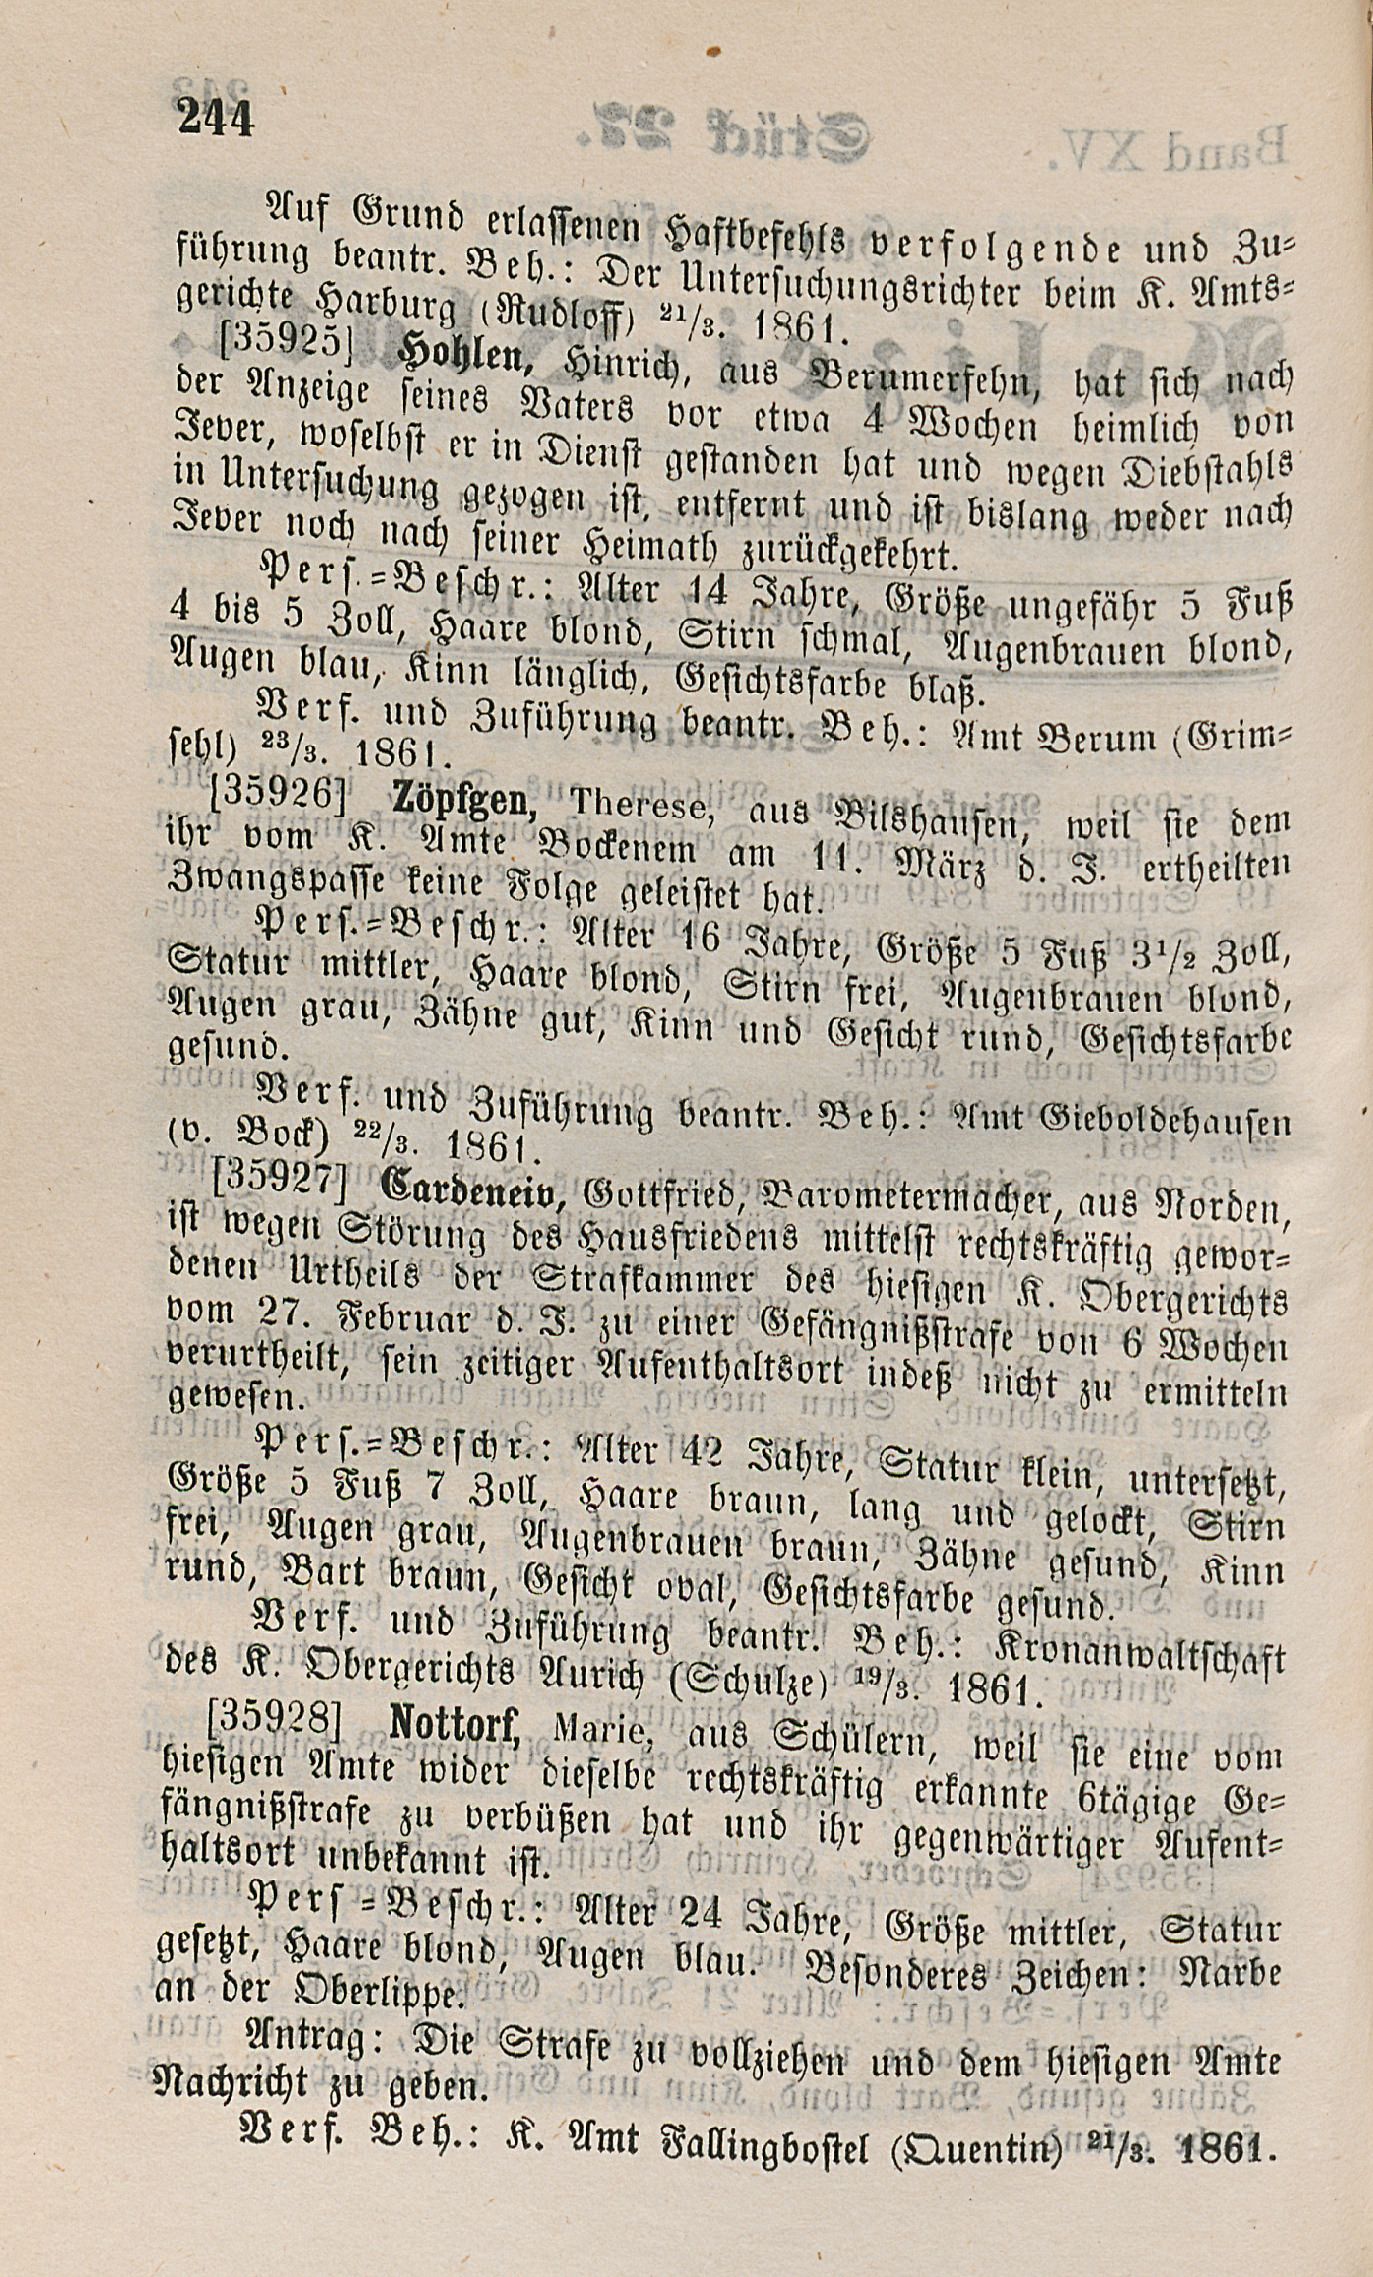 244
Auf Grund erlassenen Haftbefehls verfolgende und Zu-
führung beantr. Beh.: Der Untersuchungsrichter beim K. Amts-
gerichte Harburg (Rudloff) 21/3. 1861.
[35925] Hohlen, Hinrich, aus Berumerfehn, hat sich nach
der Anzeige seines Vaters vor etwa 4 Wochen heimlich von
Jever, woselbst er in Dienst gestanden hat und wegen Diebstahls
in Untersuchung gezogen ist, entfernt und ist bislang weder nach
Jever noch nach seiner Heimath zurückgekehrt.
Pers.-Beschr.: Alter 14 Jahre, Größe ungefähr 5 Fuß
4 bis 5 Zoll, Haare blond, Stirn schmal, Augenbrauen blond,
Augen blau, Kinn länglich, Gesichtsfarbe blaß.
Verf. und Zuführung beantr. Beh.: Amt Berum (Grim-
sehl) 23/3. 1861.
[35926] Zöpfgen, Therese, aus Bilshausen, weil sie dem
ihr vom K. Amte Bockenem am 11. März d. J. ertheilten
Zwangspasse keine Folge geleistet hat.
Pers.-Beschr.: Alter 16 Jahre, Größe 5 Fuß 3 1/2 Zoll,
Statur mittler, Haare blond, Stirn frei, Augenbrauen blond,
Augen grau, Zähne gut, Kinn und Gesicht rund, Gesichtsfarbe
gesund.
Verf. und Zuführung beantr. Beh.: Amt Gieboldehausen
(v. Bock) 22/3. 1861.
[35927] Cardeneiv, Gottfried, Barometermacher, aus Norden,
ist wegen Störung des Hausfriedens mittelst rechtskräftig gewor-
denen Urtheils der Strafkammer des hiesigen K. Obergerichts
vom 27. Februar d. J. zu einer Gefängnißstrafe von 6 Wochen
verurtheilt, sein zeitiger Aufenthaltsort indeß nicht zu ermitteln
gewesen.
Pers.-Beschr.: Alter 42 Jahre, Statur klein, untersetzt,
Größe 5 Fuß 7 Zoll, Haare braun, lang und gelockt, Stirn
frei, Augen grau, Augenbrauen braun, Zähne gesund, Kinn
rund, Bart braun, Gesicht oval, Gesichtsfarbe gesund.
Verf. und Zuführung beantr. Beh.: Kronanwaltschaft
des K. Obergerichts Aurich (Schulze) 19/3. 1861.
[35928] Nottorf, Marie, aus Schülern, weil sie eine vom
hiesigen Amte wider dieselbe rechtskräftig erkannte 6tägige Ge-
fängnißstrafe zu verbüßen hat und ihr gegenwärtiger Aufent-
haltsort unbekannt ist.
Pers-Beschr.: Alter 24 Jahre, Größe mittler, Statur
gesetzt, Haare blond, Augen blau. Besonderes Zeichen: Narbe
an der Oberlippe.
Antrag: Die Strafe zu vollziehen und dem hiesigen Amte
Nachricht zu geben.
Verf. Beh.: K. Amt Fallingbostel (Quentin) 21/3. 1861.